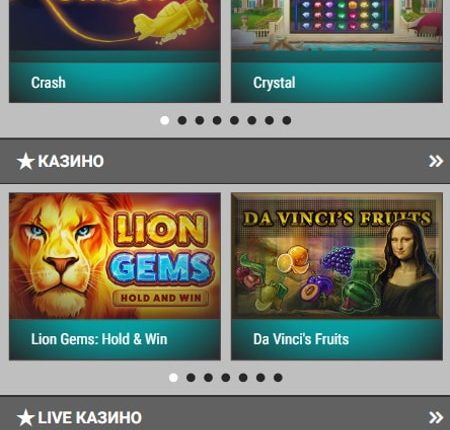 Crash
Crystal
КАЗИНО
LION
GEMS
HOLD AND WIN
DA VINCI'S FRUITS
Lion Gems: Hold & Win
Da Vinci's Fruits
LIVE КАЗИНО